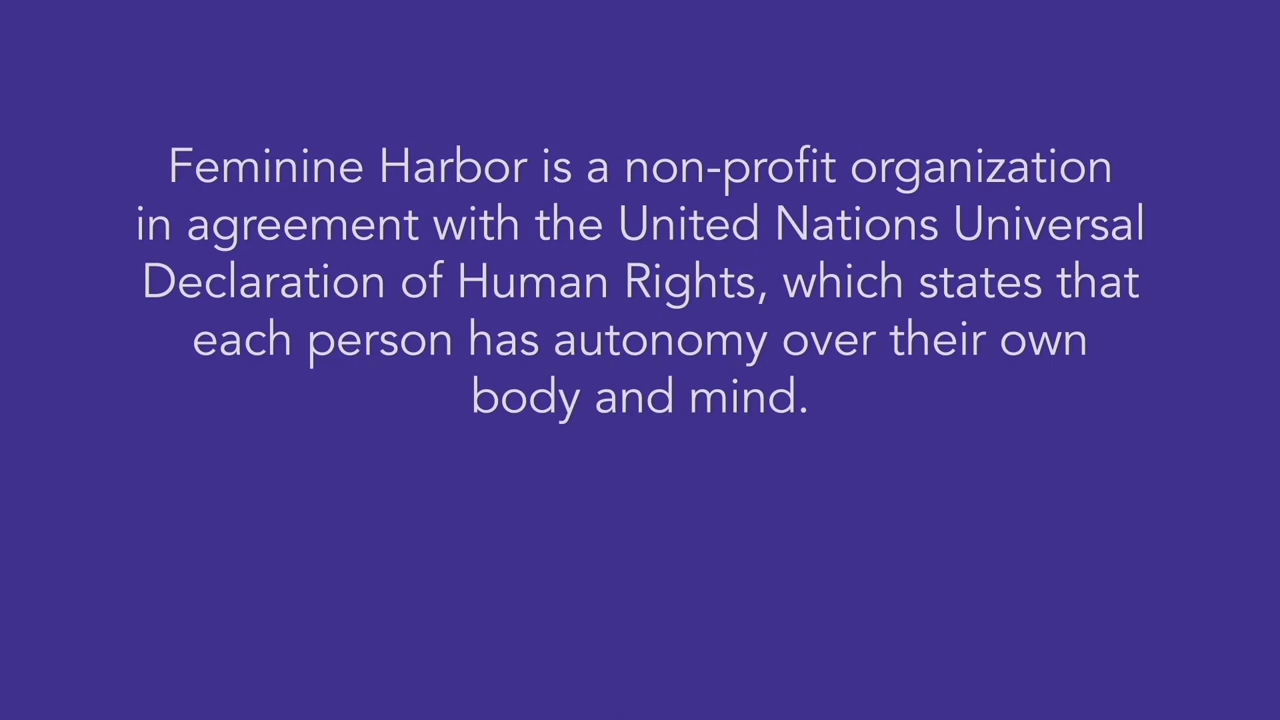 Feminine Harbor is a non-profit organization
in agreement with the United Nations Universal
Declaration of Human Rights, which states that
each person has autonomy over their own
body and mind.